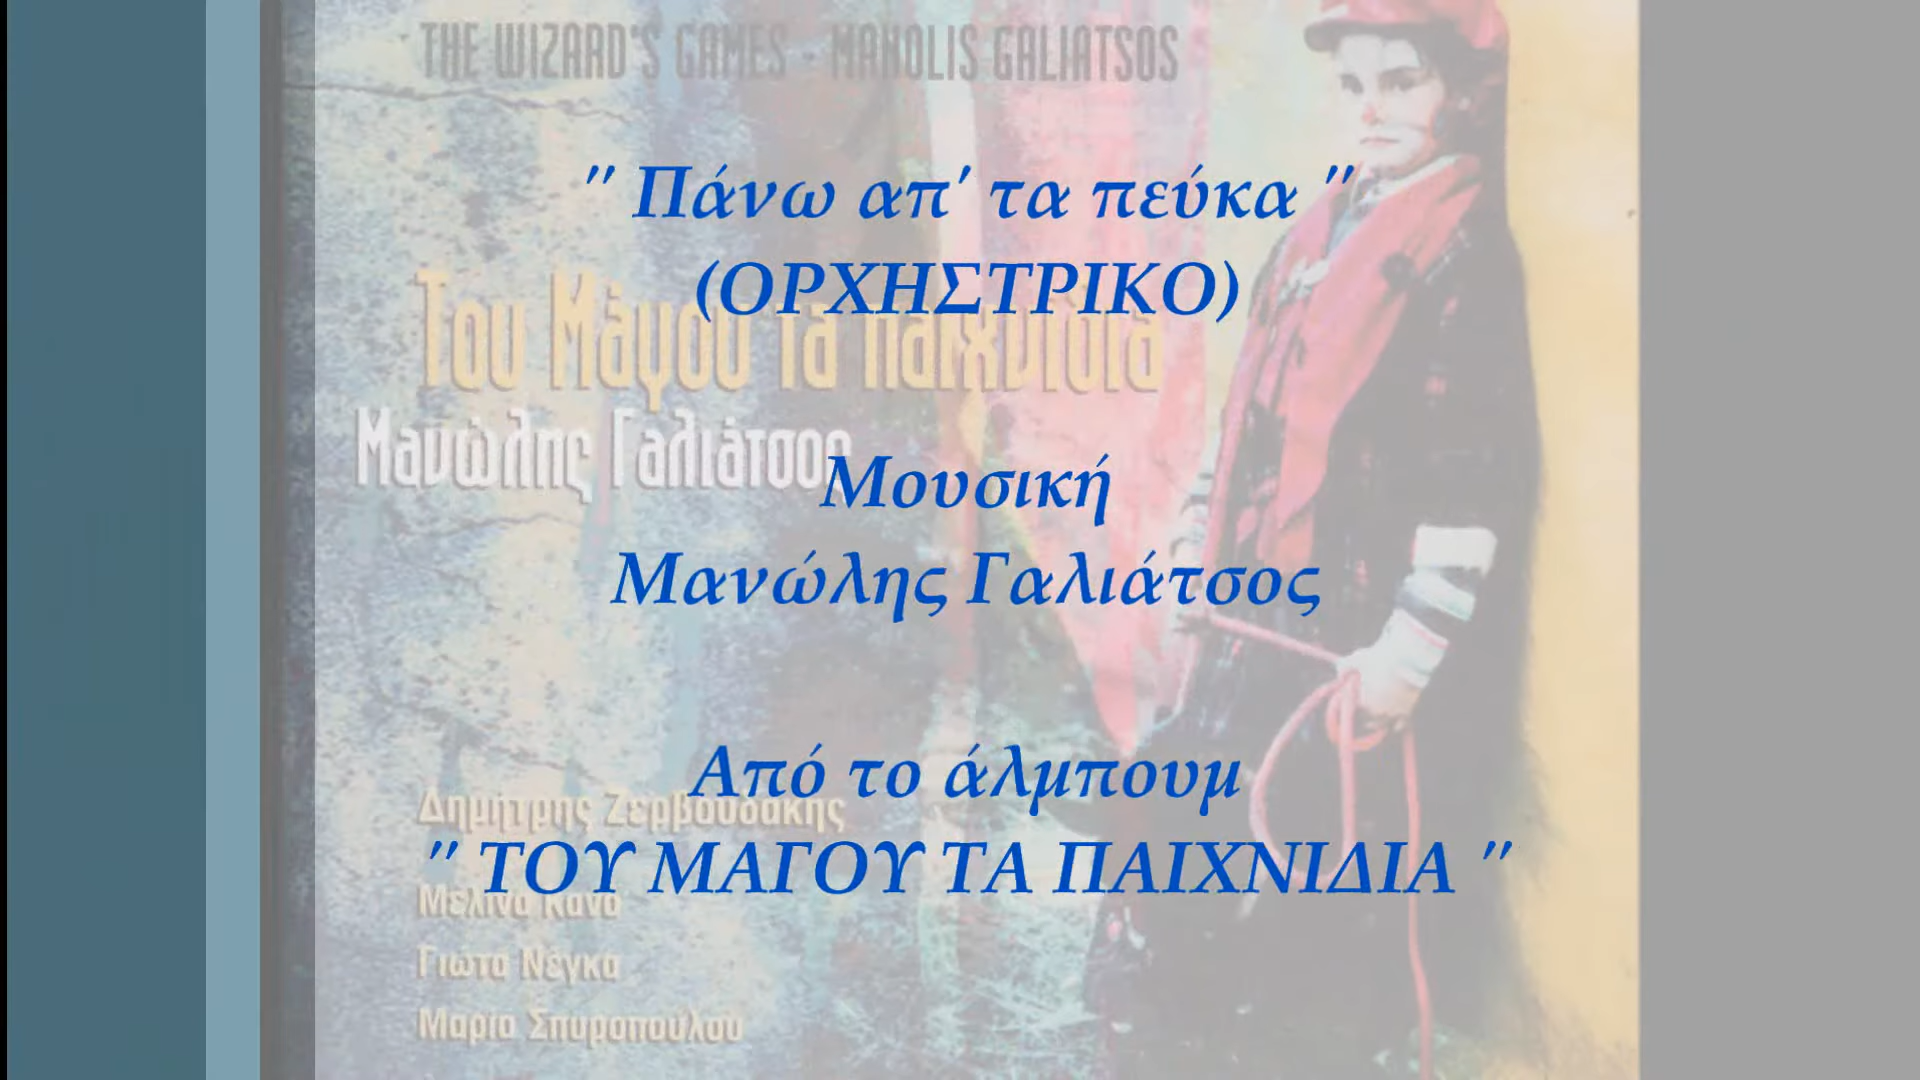 THE WIZARD'S GAMES - MANOLIS GALIATSOS
" Πάνω απ' τα πεύκα "
(ΟΡΧΗΣΤΡΙΚΟ)
Του Μάγου τα παιχνίδια
Μανώλης Γαλιάτσος
Μουσική
Μανώλης Γαλιάτσος
Από το άλμπουμ
Δημήτρης Ζερβουδάκης
" ΤΟΥ ΜΑΓΟΥ ΤΑ ΠΑΙΧΝΙΔΙΑ "
Μελίνα Κανά
Γιώτα Νέγκα
Μαρία Σπυροπούλου